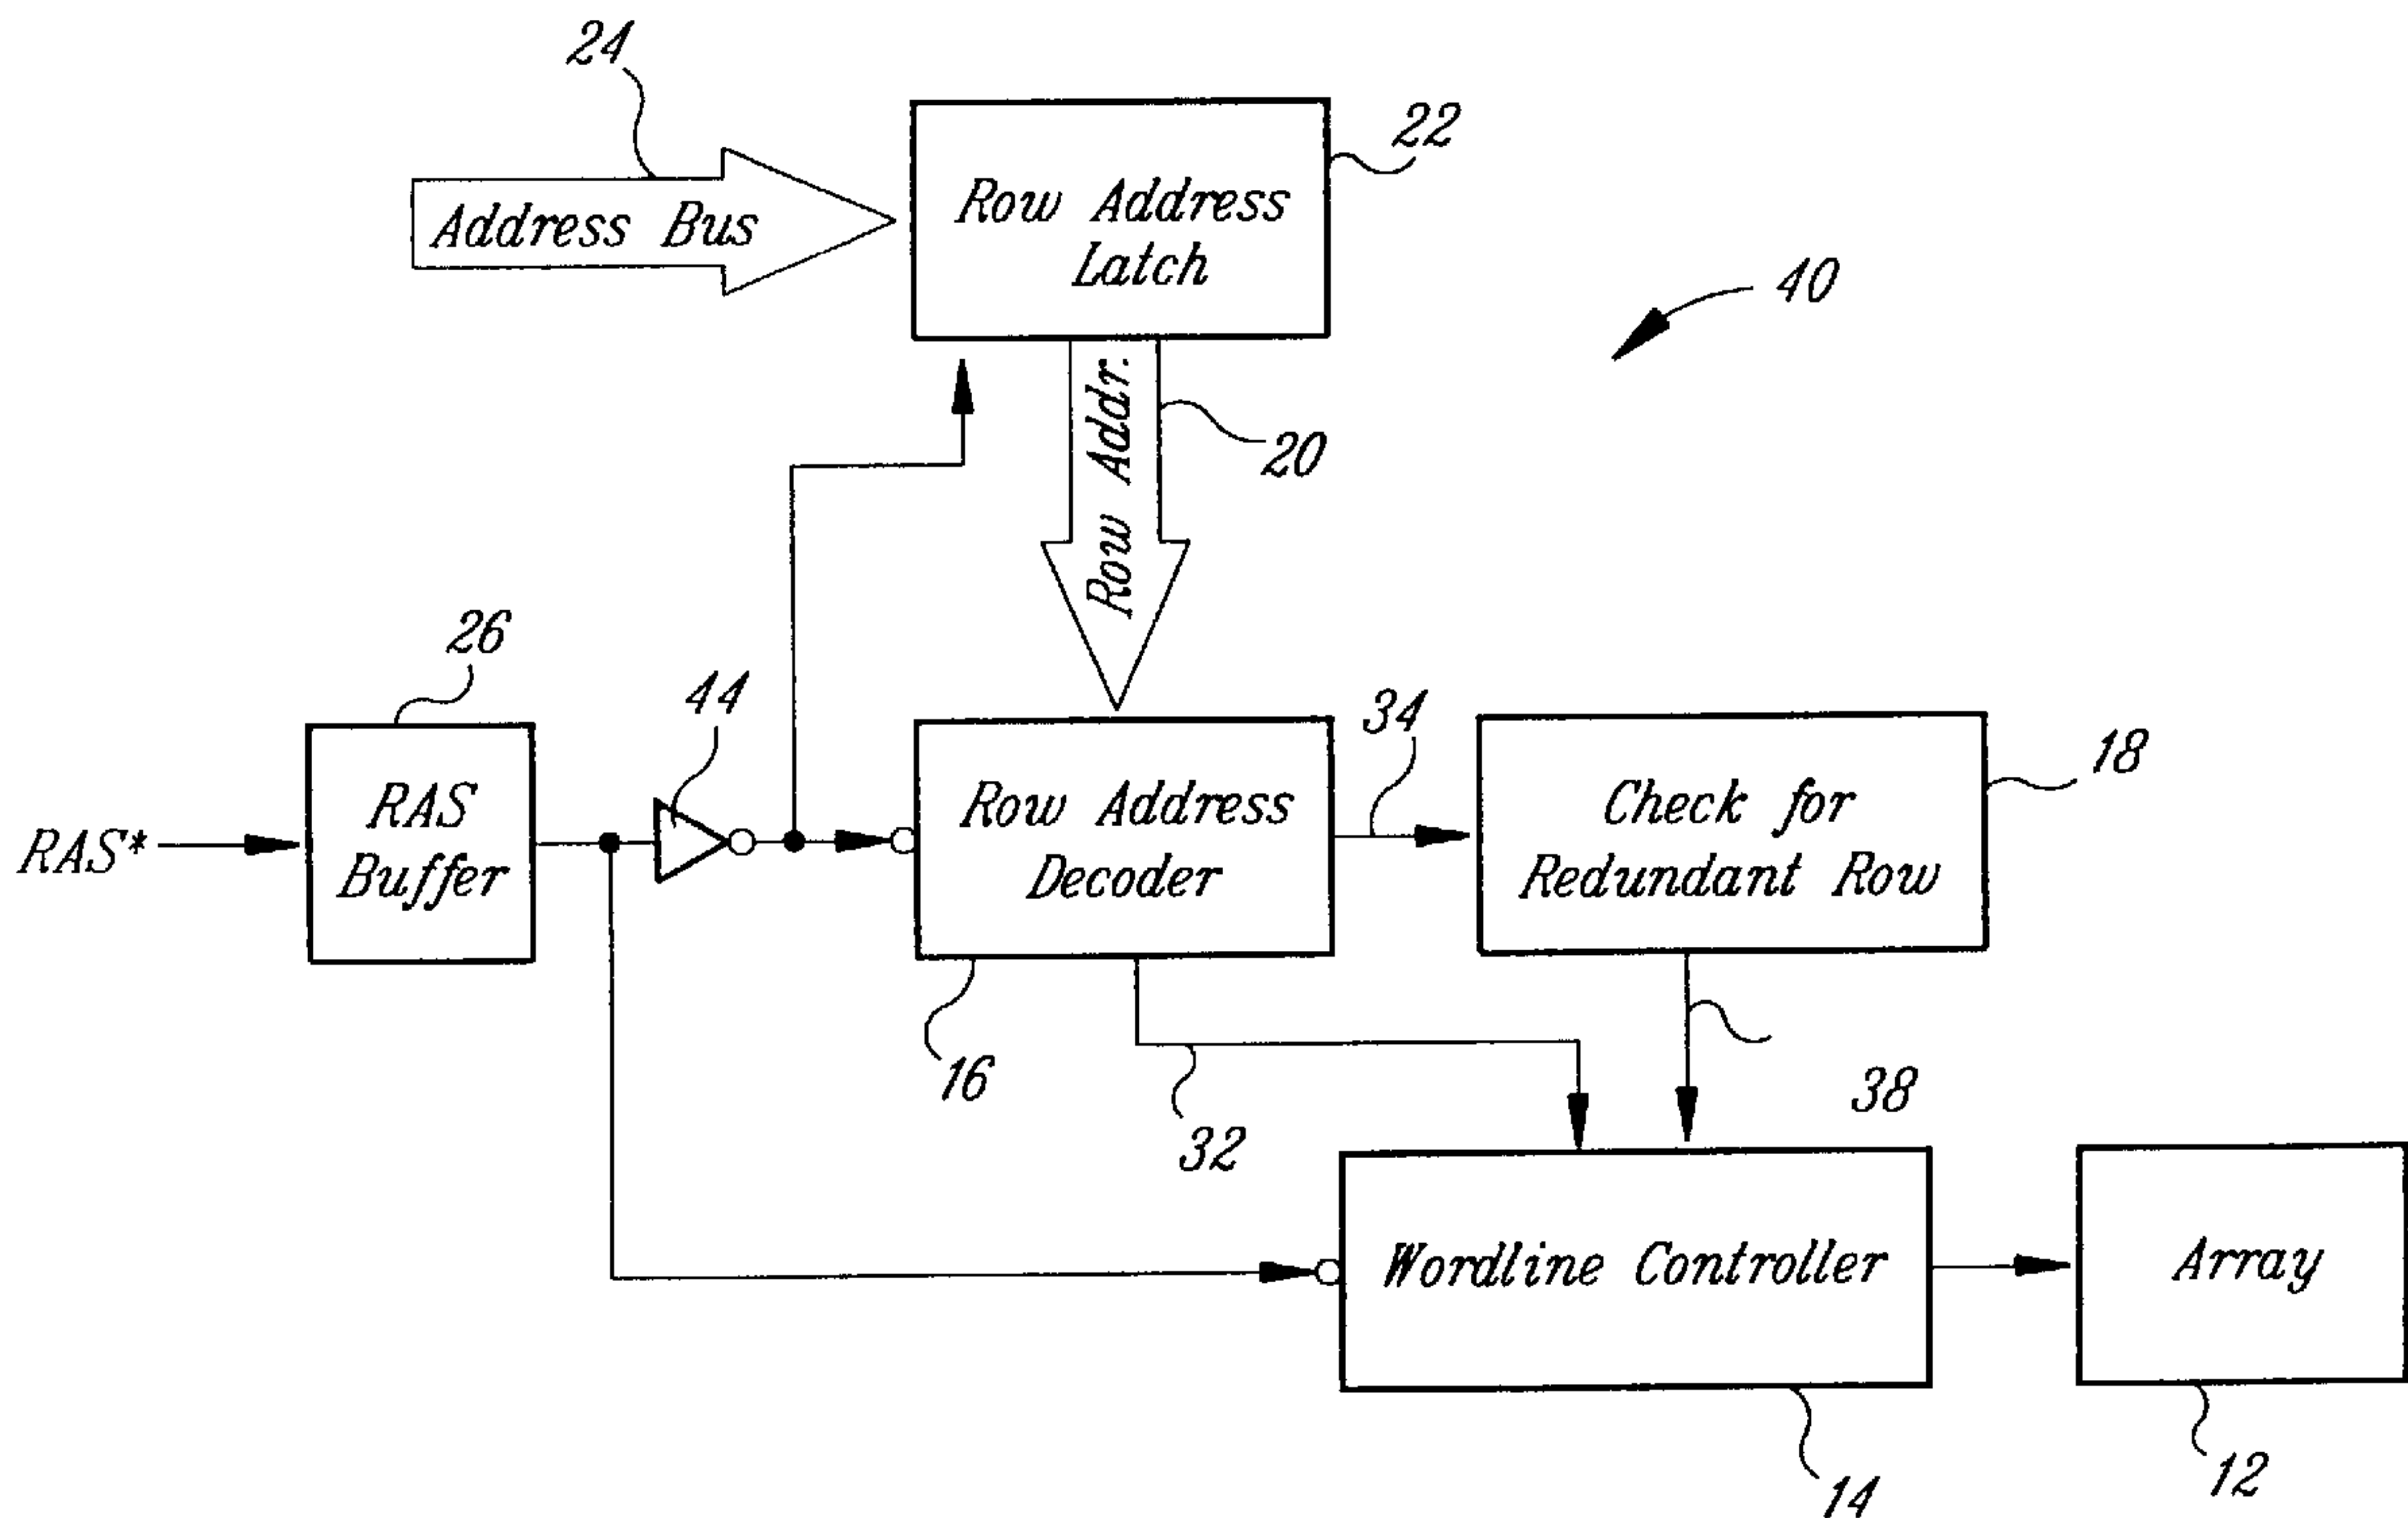 24
22
Row Address
Latch
Address Bus
40
Row Addr.
20
26
44
34
18
RAS*
RAS
Buffer
Row Address
Decoder
Check for
Redundant Row
16
32
38
Wordline Controller
Array
14
12